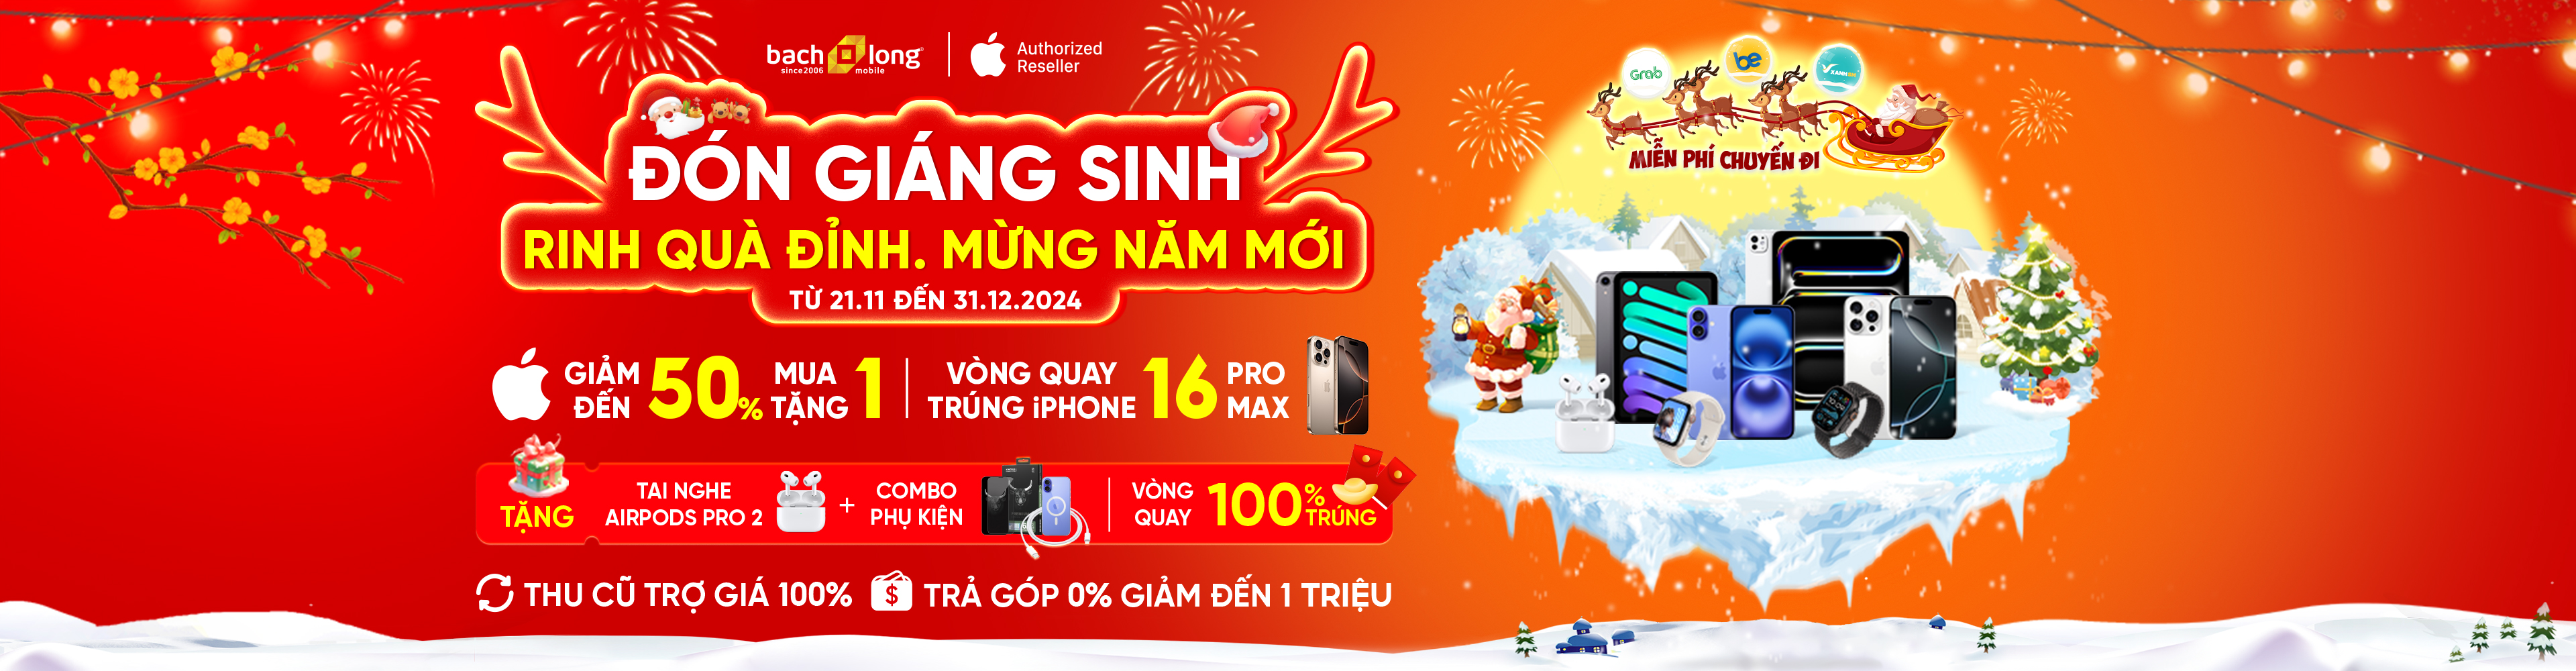 bach long
since2006 mobile
Authorized
Reseller
ĐÓN GIÁNG SINH
RINH QUÀ ĐỈNH. MỪNG NĂM MỚI
TỪ 21.11 ĐẾN 31.12.2024
GIẢM ĐẾN 50% MUA TẶNG 1
VÒNG QUAY TRÚNG iPHONE 16 PRO MAX
TẶNG
TAI NGHE
AIRPODS PRO 2
+
COMBO
PHỤ KIỆN
VÒNG QUAY 100% TRÚNG
THU CŨ TRỢ GIÁ 100%
$
TRẢ GÓP 0% GIẢM ĐẾN 1 TRIỆU
Grab
be
XANH SM
MIỄN PHÍ CHUYẾN ĐI